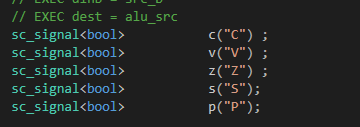 // EXEC dinb = src_b
// EXEC dest = alu_src
sc_signal<bool> c("C") ;
sc_signal<bool> v("V") ;
sc_signal<bool> z("Z") ;
sc_signal<bool> s("S");
sc_signal<bool> p("P");